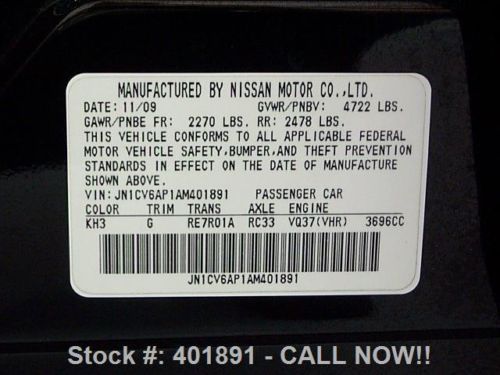 MANUFACTURED BY NISSAN MOTOR CO.,LTD.
DATE: 11/09 GVWR/PNBV: 4722 LBS.
GAWR/PNBE FR: 2270 LBS. RR: 2478 LBS.
THIS VEHICLE CONFORMS TO ALL APPLICABLE FEDERAL
MOTOR VEHICLE SAFETY,BUMPER,AND THEFT PREVENTION
STANDARDS IN EFFECT ON THE DATE OF MANUFACTURE
SHOWN ABOVE.
VIN: JN1CV6AP1AM401891 PASSENGER CAR
COLOR TRIM TRANS AXLE ENGINE
KH3 G RE7R01A RC33 VQ37(VHR) 3696CC
JN1CV6AP1AM401891
Stock #: 401891 - CALL NOW!!